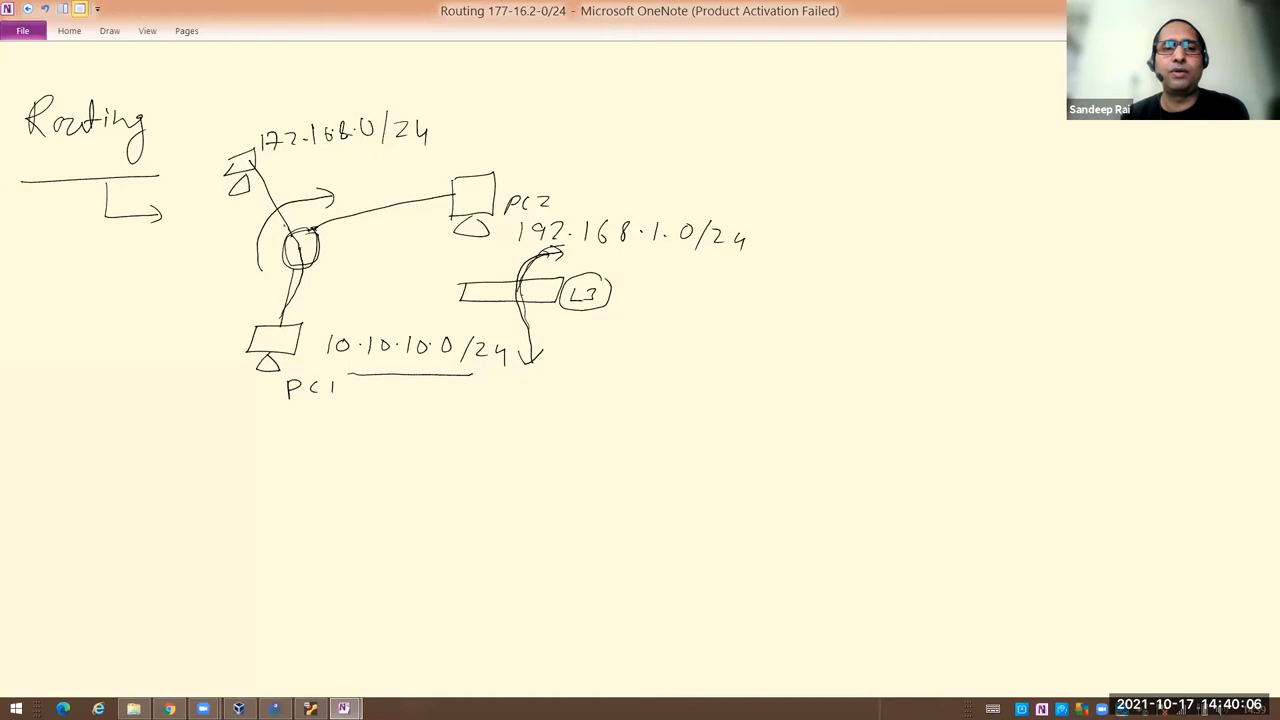 Routing 177-16.2-0/24 - Microsoft OneNote (Product Activation Failed)
File Home Draw View Pages
Sandeep Rai
Routing
172.16.8.0/24
PC2
192.168.1.0/24
L3
10.10.10.0/24
PC1
2021-10-17 14:40:06